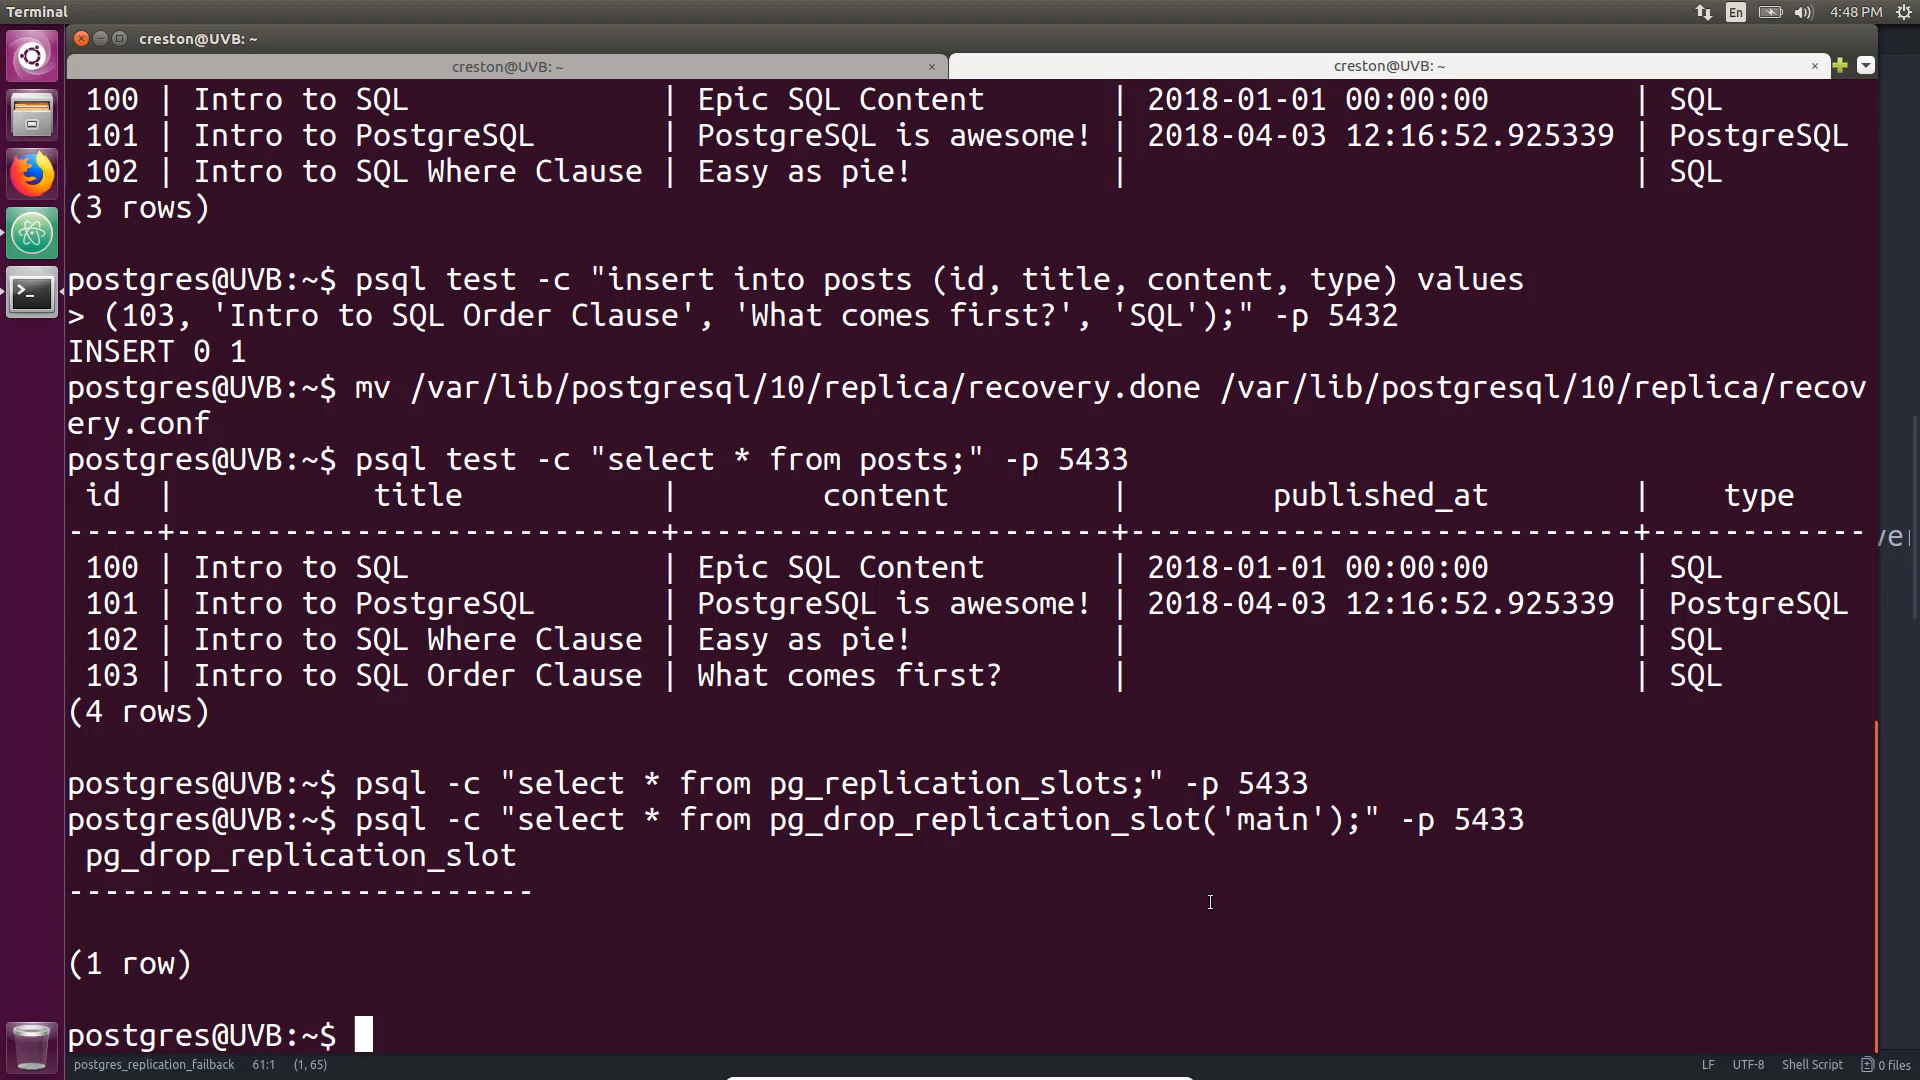 Terminal
En
4:48 PM
creston@UVB: ~
creston@UVB: ~ ×
creston@UVB: ~ ×
 100 | Intro to SQL              | Epic SQL Content       | 2018-01-01 00:00:00        | SQL
 101 | Intro to PostgreSQL       | PostgreSQL is awesome! | 2018-04-03 12:16:52.925339 | PostgreSQL
 102 | Intro to SQL Where Clause | Easy as pie!           |                            | SQL
(3 rows)
postgres@UVB:~$ psql test -c "insert into posts (id, title, content, type) values
> (103, 'Intro to SQL Order Clause', 'What comes first?', 'SQL');" -p 5432
INSERT 0 1
postgres@UVB:~$ mv /var/lib/postgresql/10/replica/recovery.done /var/lib/postgresql/10/replica/recov
ery.conf
postgres@UVB:~$ psql test -c "select * from posts;" -p 5433
 id  |           title           |        content         |        published_at        |    type
-----+---------------------------+------------------------+----------------------------+------------
 100 | Intro to SQL              | Epic SQL Content       | 2018-01-01 00:00:00        | SQL
 101 | Intro to PostgreSQL       | PostgreSQL is awesome! | 2018-04-03 12:16:52.925339 | PostgreSQL
 102 | Intro to SQL Where Clause | Easy as pie!           |                            | SQL
 103 | Intro to SQL Order Clause | What comes first?      |                            | SQL
(4 rows)
postgres@UVB:~$ psql -c "select * from pg_replication_slots;" -p 5433
postgres@UVB:~$ psql -c "select * from pg_drop_replication_slot('main');" -p 5433
 pg_drop_replication_slot
--------------------------
(1 row)
postgres@UVB:~$
postgres_replication_failback 61:1 (1, 65) LF UTF-8 Shell Script 0 files